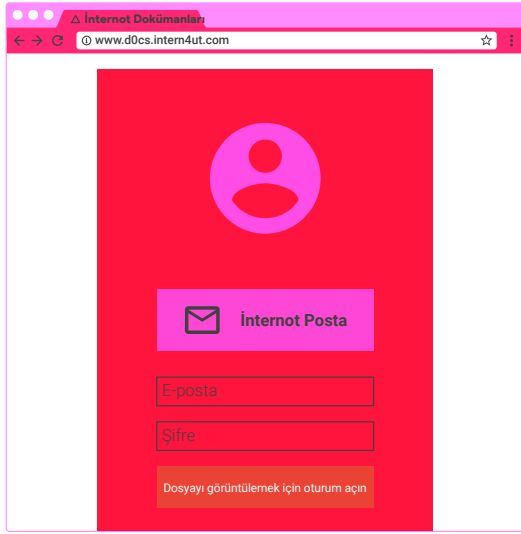 İnternot Dokümanları
www.d0cs.intern4ut.com
İnternot Posta
E-posta
Şifre
Dosyayı görüntülemek için oturum açın